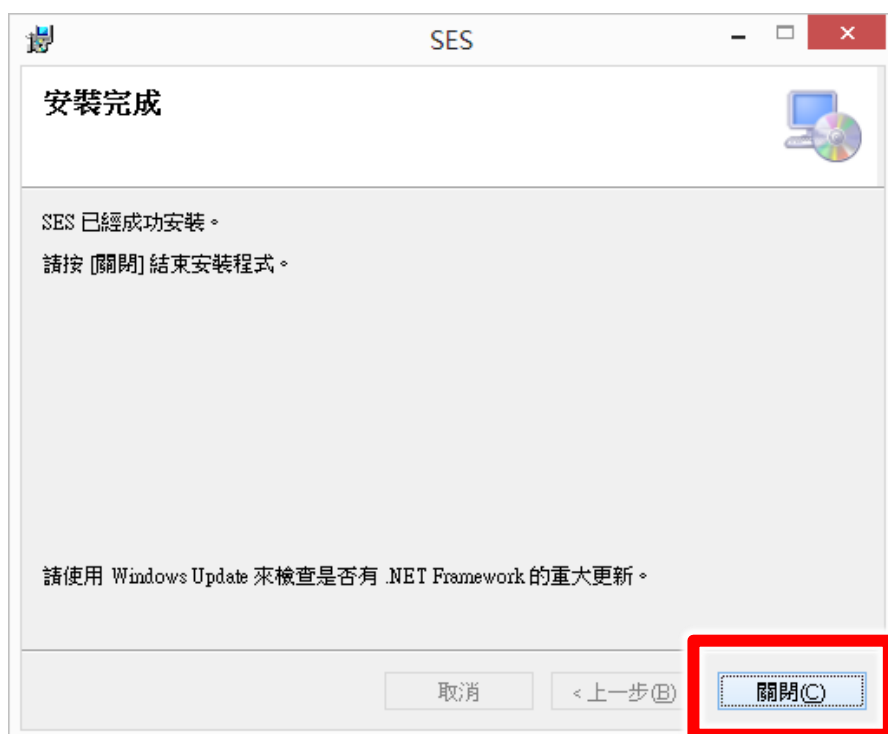 SES
安裝完成
SES 已經成功安裝。
請按 [關閉] 結束安裝程式。
請使用 Windows Update 來檢查是否有 .NET Framework 的重大更新。
取消
<上一步(B)
關閉(C)